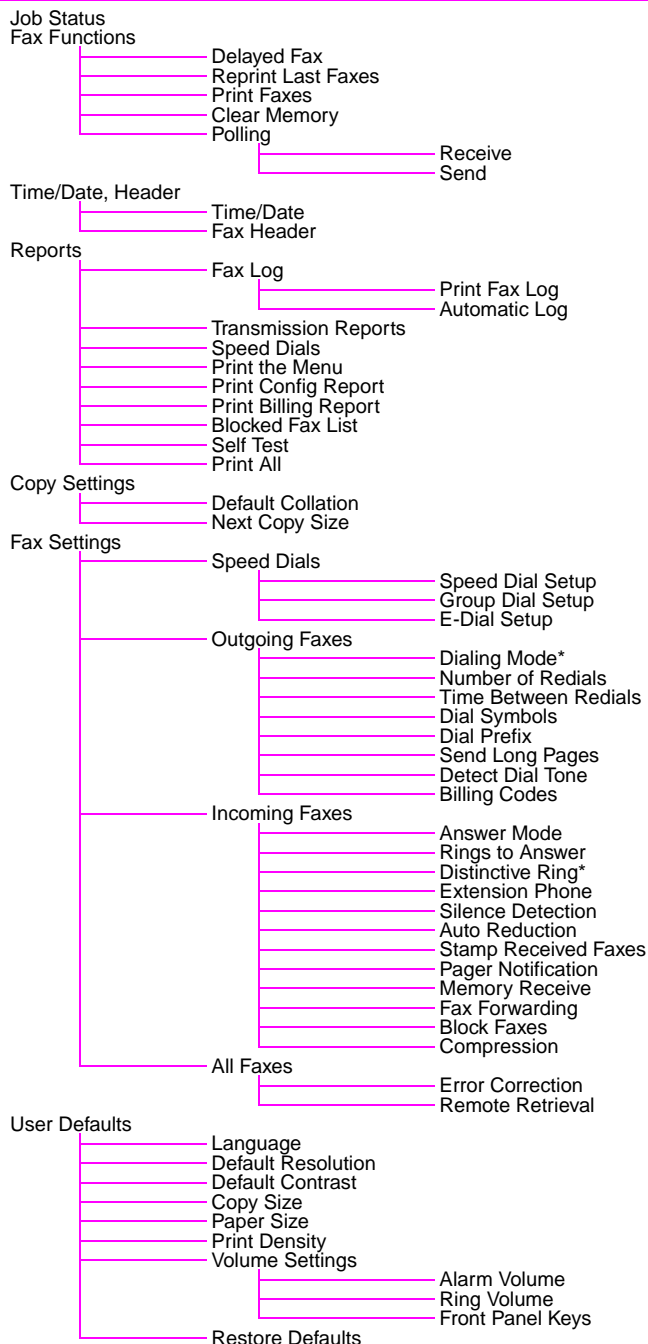 Job Status
Fax Functions
Delayed Fax
Reprint Last Faxes
Print Faxes
Clear Memory
Polling
Receive
Send
Time/Date, Header
Time/Date
Fax Header
Reports
Fax Log
Print Fax Log
Automatic Log
Transmission Reports
Speed Dials
Print the Menu
Print Config Report
Print Billing Report
Blocked Fax List
Self Test
Print All
Copy Settings
Default Collation
Next Copy Size
Fax Settings
Speed Dials
Speed Dial Setup
Group Dial Setup
E-Dial Setup
Outgoing Faxes
Dialing Mode*
Number of Redials
Time Between Redials
Dial Symbols
Dial Prefix
Send Long Pages
Detect Dial Tone
Billing Codes
Incoming Faxes
Answer Mode
Rings to Answer
Distinctive Ring*
Extension Phone
Silence Detection
Auto Reduction
Stamp Received Faxes
Pager Notification
Memory Receive
Fax Forwarding
Block Faxes
Compression
All Faxes
Error Correction
Remote Retrieval
User Defaults
Language
Default Resolution
Default Contrast
Copy Size
Paper Size
Print Density
Volume Settings
Alarm Volume
Ring Volume
Front Panel Keys
Restore Defaults